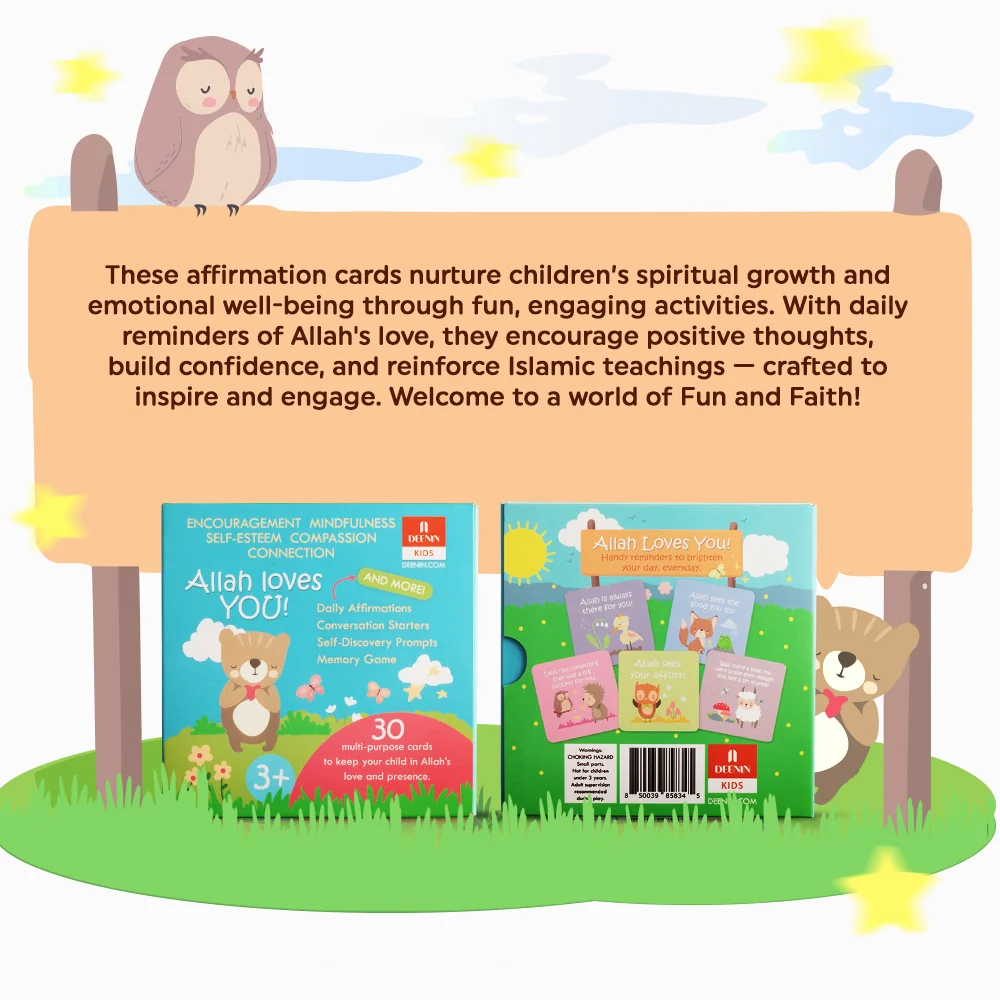 These affirmation cards nurture children's spiritual growth and
emotional well-being through fun, engaging activities. With daily
reminders of Allah's love, they encourage positive thoughts,
build confidence, and reinforce Islamic teachings — crafted to
inspire and engage. Welcome to a world of Fun and Faith!
ENCOURAGEMENT MINDFULNESS
SELF-ESTEEM COMPASSION
CONNECTION
DEENIN
KIDS
DEENIN.COM
Allah loves
YOU!
AND MORE!
Daily Affirmations
Conversation Starters
Self-Discovery Prompts
Memory Game
30
multi-purpose cards
to keep your child in Allah's
love and presence.
3+
Allah Loves You!
Handy reminders to brighten
your day, everyday.
Allah is always
there for you!
Allah sees the
good you do!
Allah sees
your effort!
Warnings:
CHOKING HAZARD
Small parts.
Not for children
under 3 years.
Adult supervision
recommended
play.
8 50039 85834 5
DEENIN
KIDS
DEENIN.COM